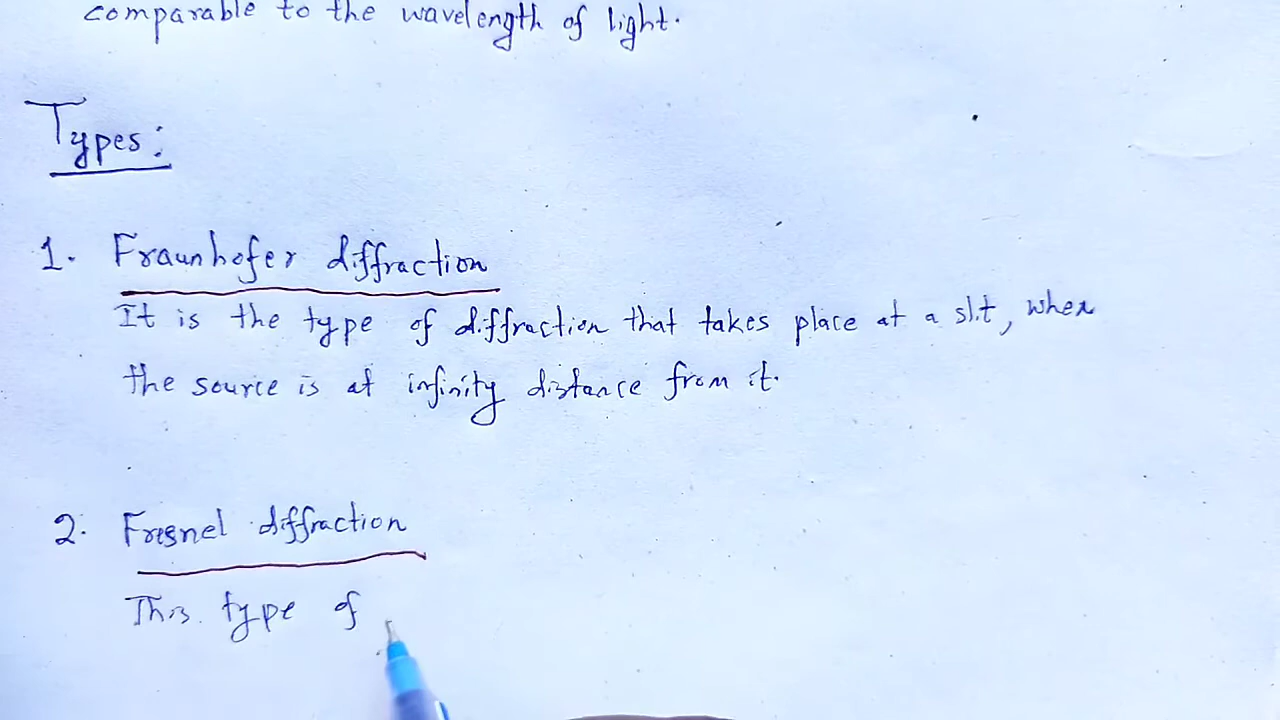 comparable to the wavelength of light.
Types:
1. Fraunhofer diffraction
It is the type of diffraction that takes place at a slit, when
the source is at infinity distance from it.
2. Fresnel diffraction
This type of